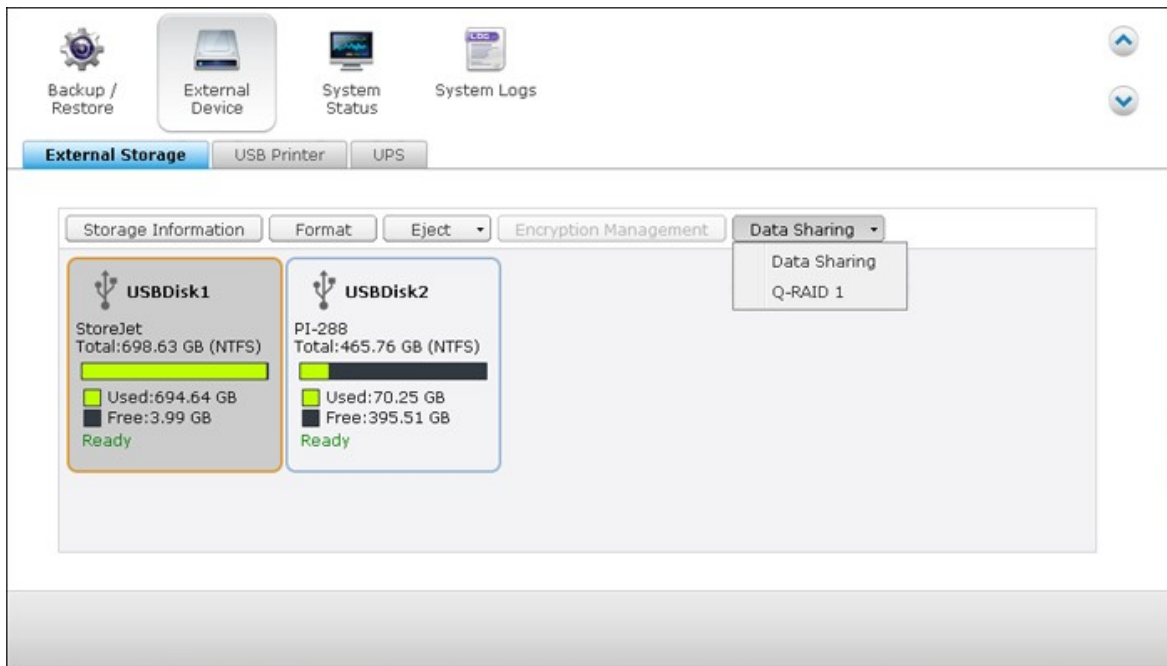 Backup /
Restore
External
Device
System
Status
LOG
System Logs
External Storage
USB Printer
UPS
Storage Information
Format
Eject
Encryption Management
Data Sharing
Data Sharing
Q-RAID 1
USBDisk1
StoreJet
Total:698.63 GB (NTFS)
Used:694.64 GB
Free:3.99 GB
Ready
USBDisk2
PI-288
Total:465.76 GB (NTFS)
Used:70.25 GB
Free:395.51 GB
Ready